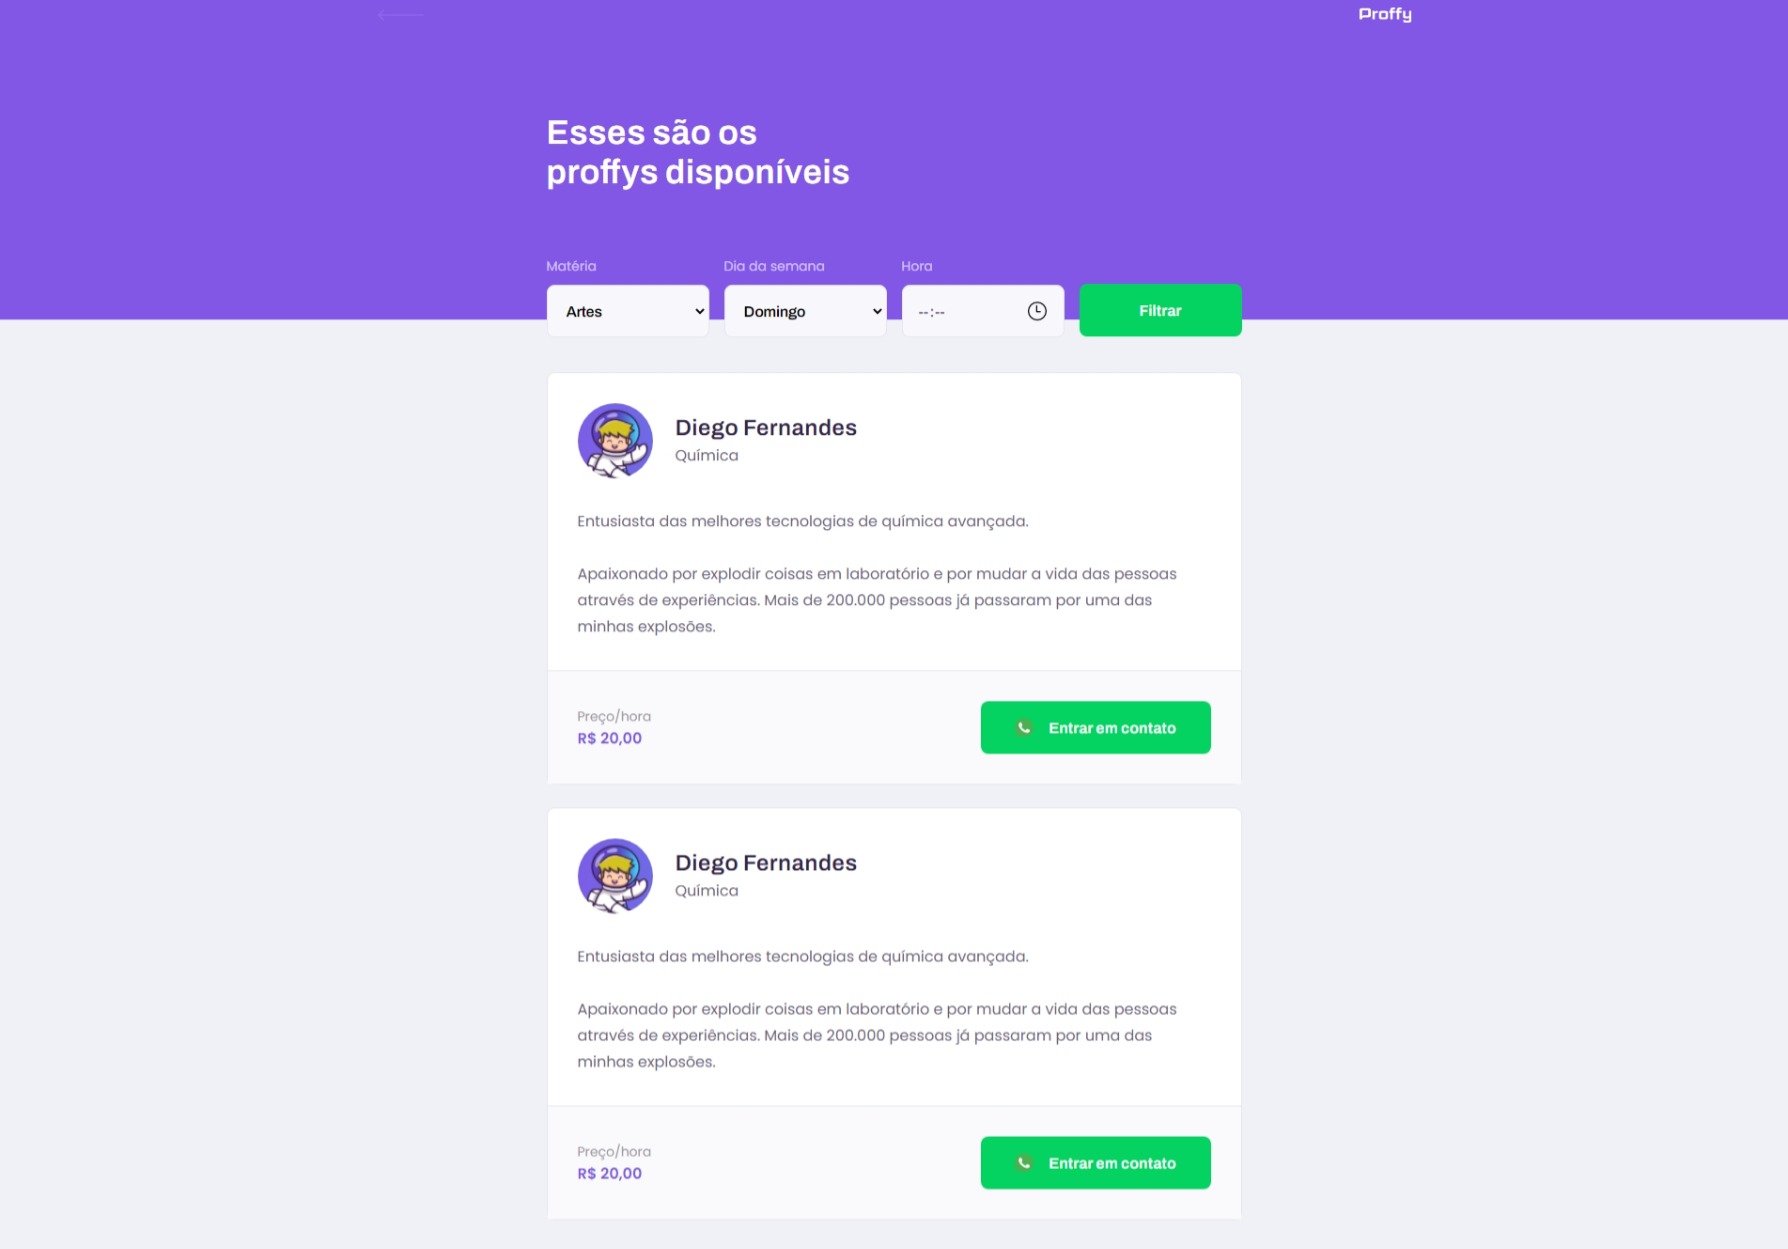 Proffy
Esses são os
proffys disponíveis
Matéria Dia da semana Hora
Artes Domingo --:-- Filtrar
Diego Fernandes
Química
Entusiasta das melhores tecnologias de química avançada.
Apaixonado por explodir coisas em laboratório e por mudar a vida das pessoas
através de experiências. Mais de 200.000 pessoas já passaram por uma das
minhas explosões.
Preço/hora
R$ 20,00
Entrar em contato
Diego Fernandes
Química
Entusiasta das melhores tecnologias de química avançada.
Apaixonado por explodir coisas em laboratório e por mudar a vida das pessoas
através de experiências. Mais de 200.000 pessoas já passaram por uma das
minhas explosões.
Preço/hora
R$ 20,00
Entrar em contato